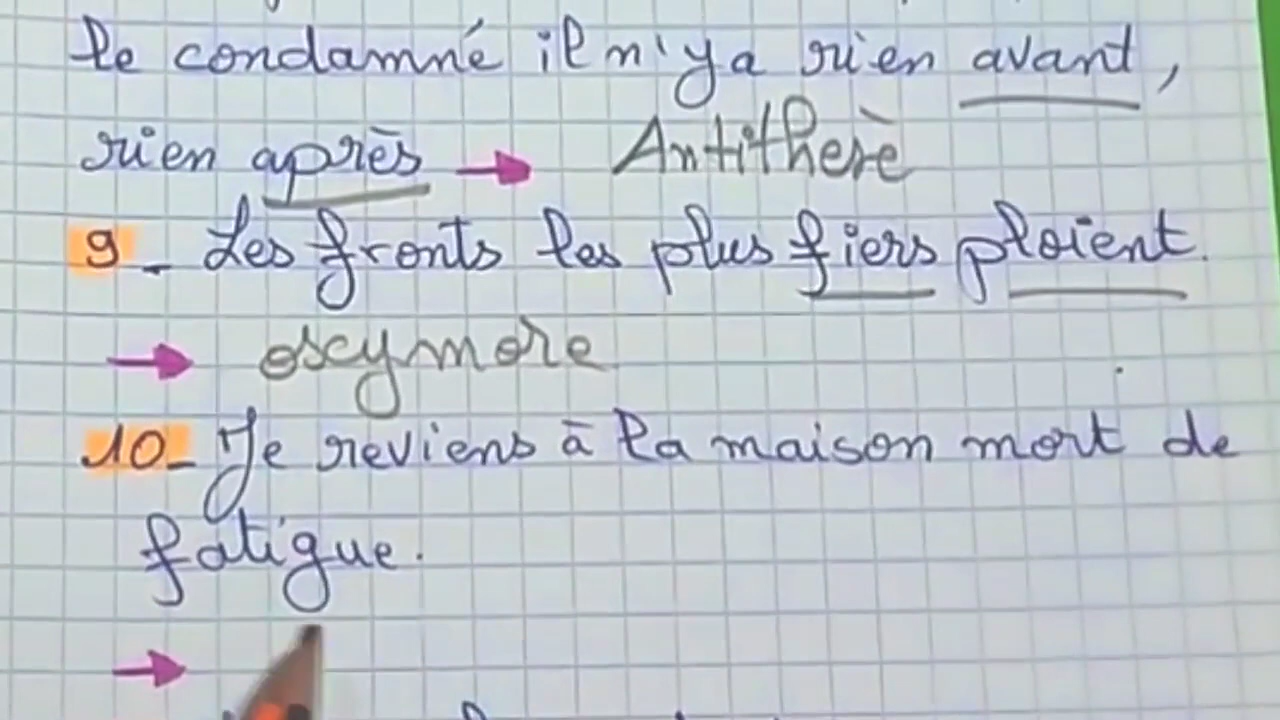 le condamné il n'y a rien avant,
rien après → Antithèse
9 - Les fronts les plus fiers ploient.
→ oxymore
10 - Je reviens à la maison mort de
fatigue.
→